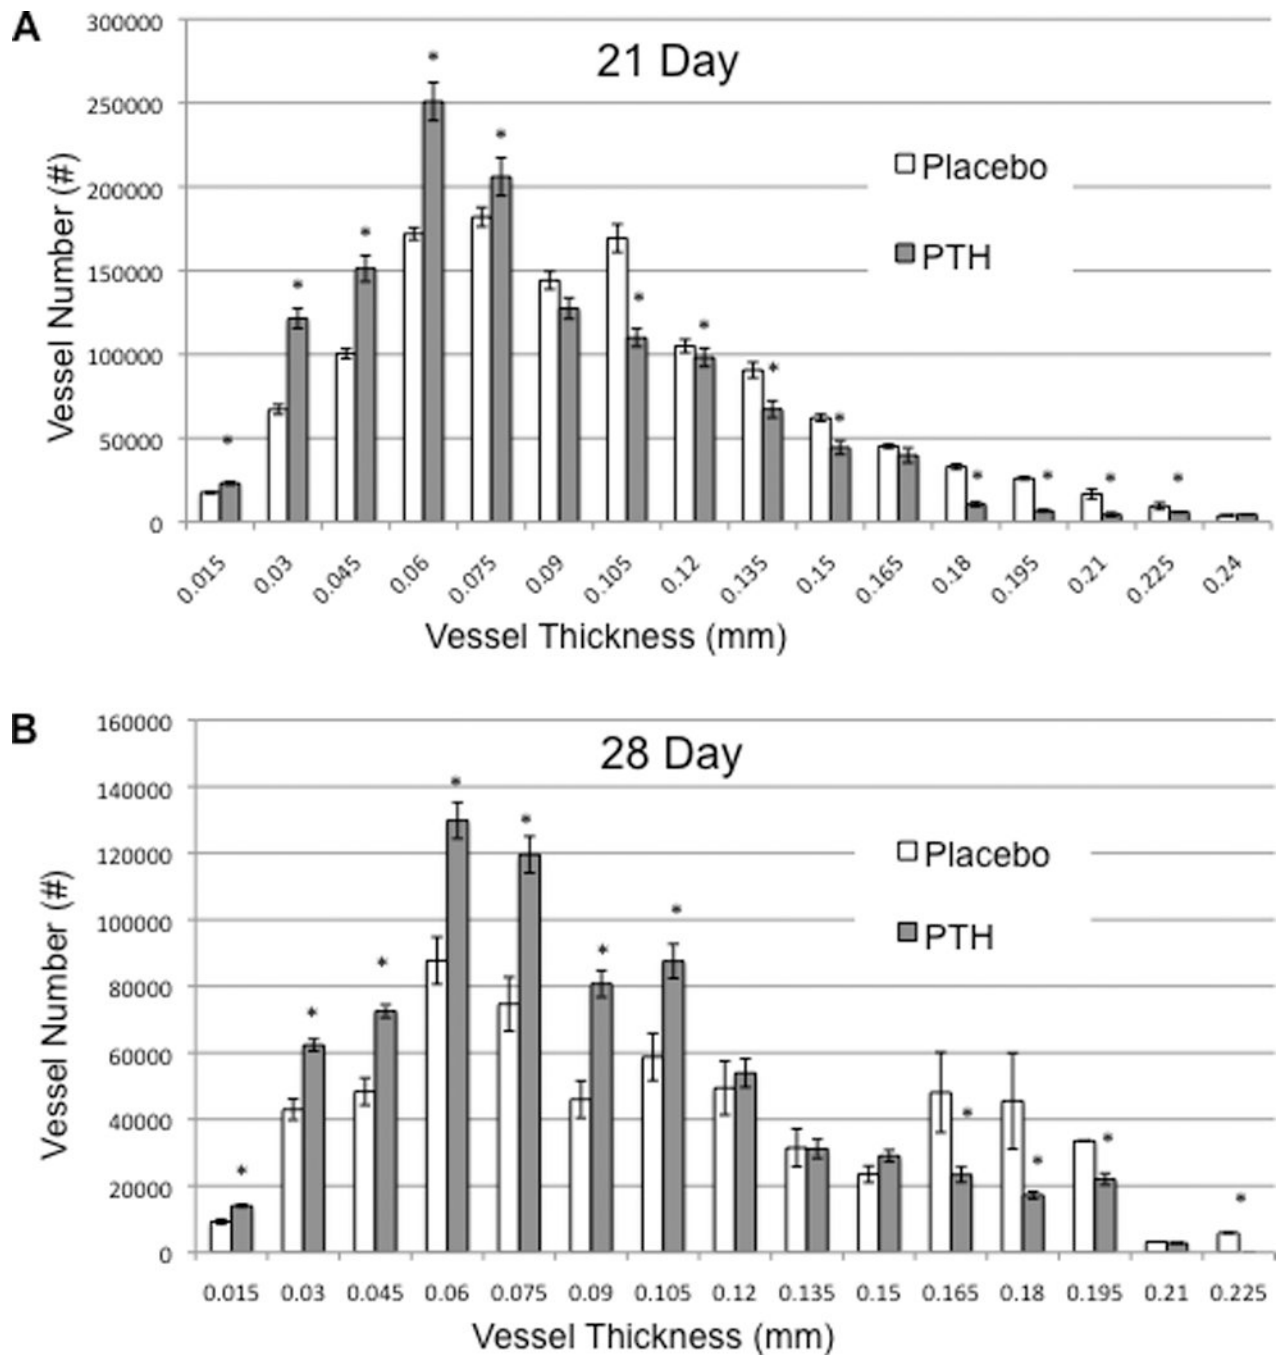 A
300000
21 Day
250000
Placebo
200000
PTH
150000
100000
50000
0
Vessel Number (#)
* * * * * * * * * * * * *
0.015 0.03 0.045 0.06 0.075 0.09 0.105 0.12 0.135 0.15 0.165 0.18 0.195 0.21 0.225 0.24
Vessel Thickness (mm)
B
160000
28 Day
140000
Placebo
120000
100000
PTH
80000
60000
40000
20000
0
Vessel Number (#)
* * * * * * * * * * *
0.015 0.03 0.045 0.06 0.075 0.09 0.105 0.12 0.135 0.15 0.165 0.18 0.195 0.21 0.225
Vessel Thickness (mm)